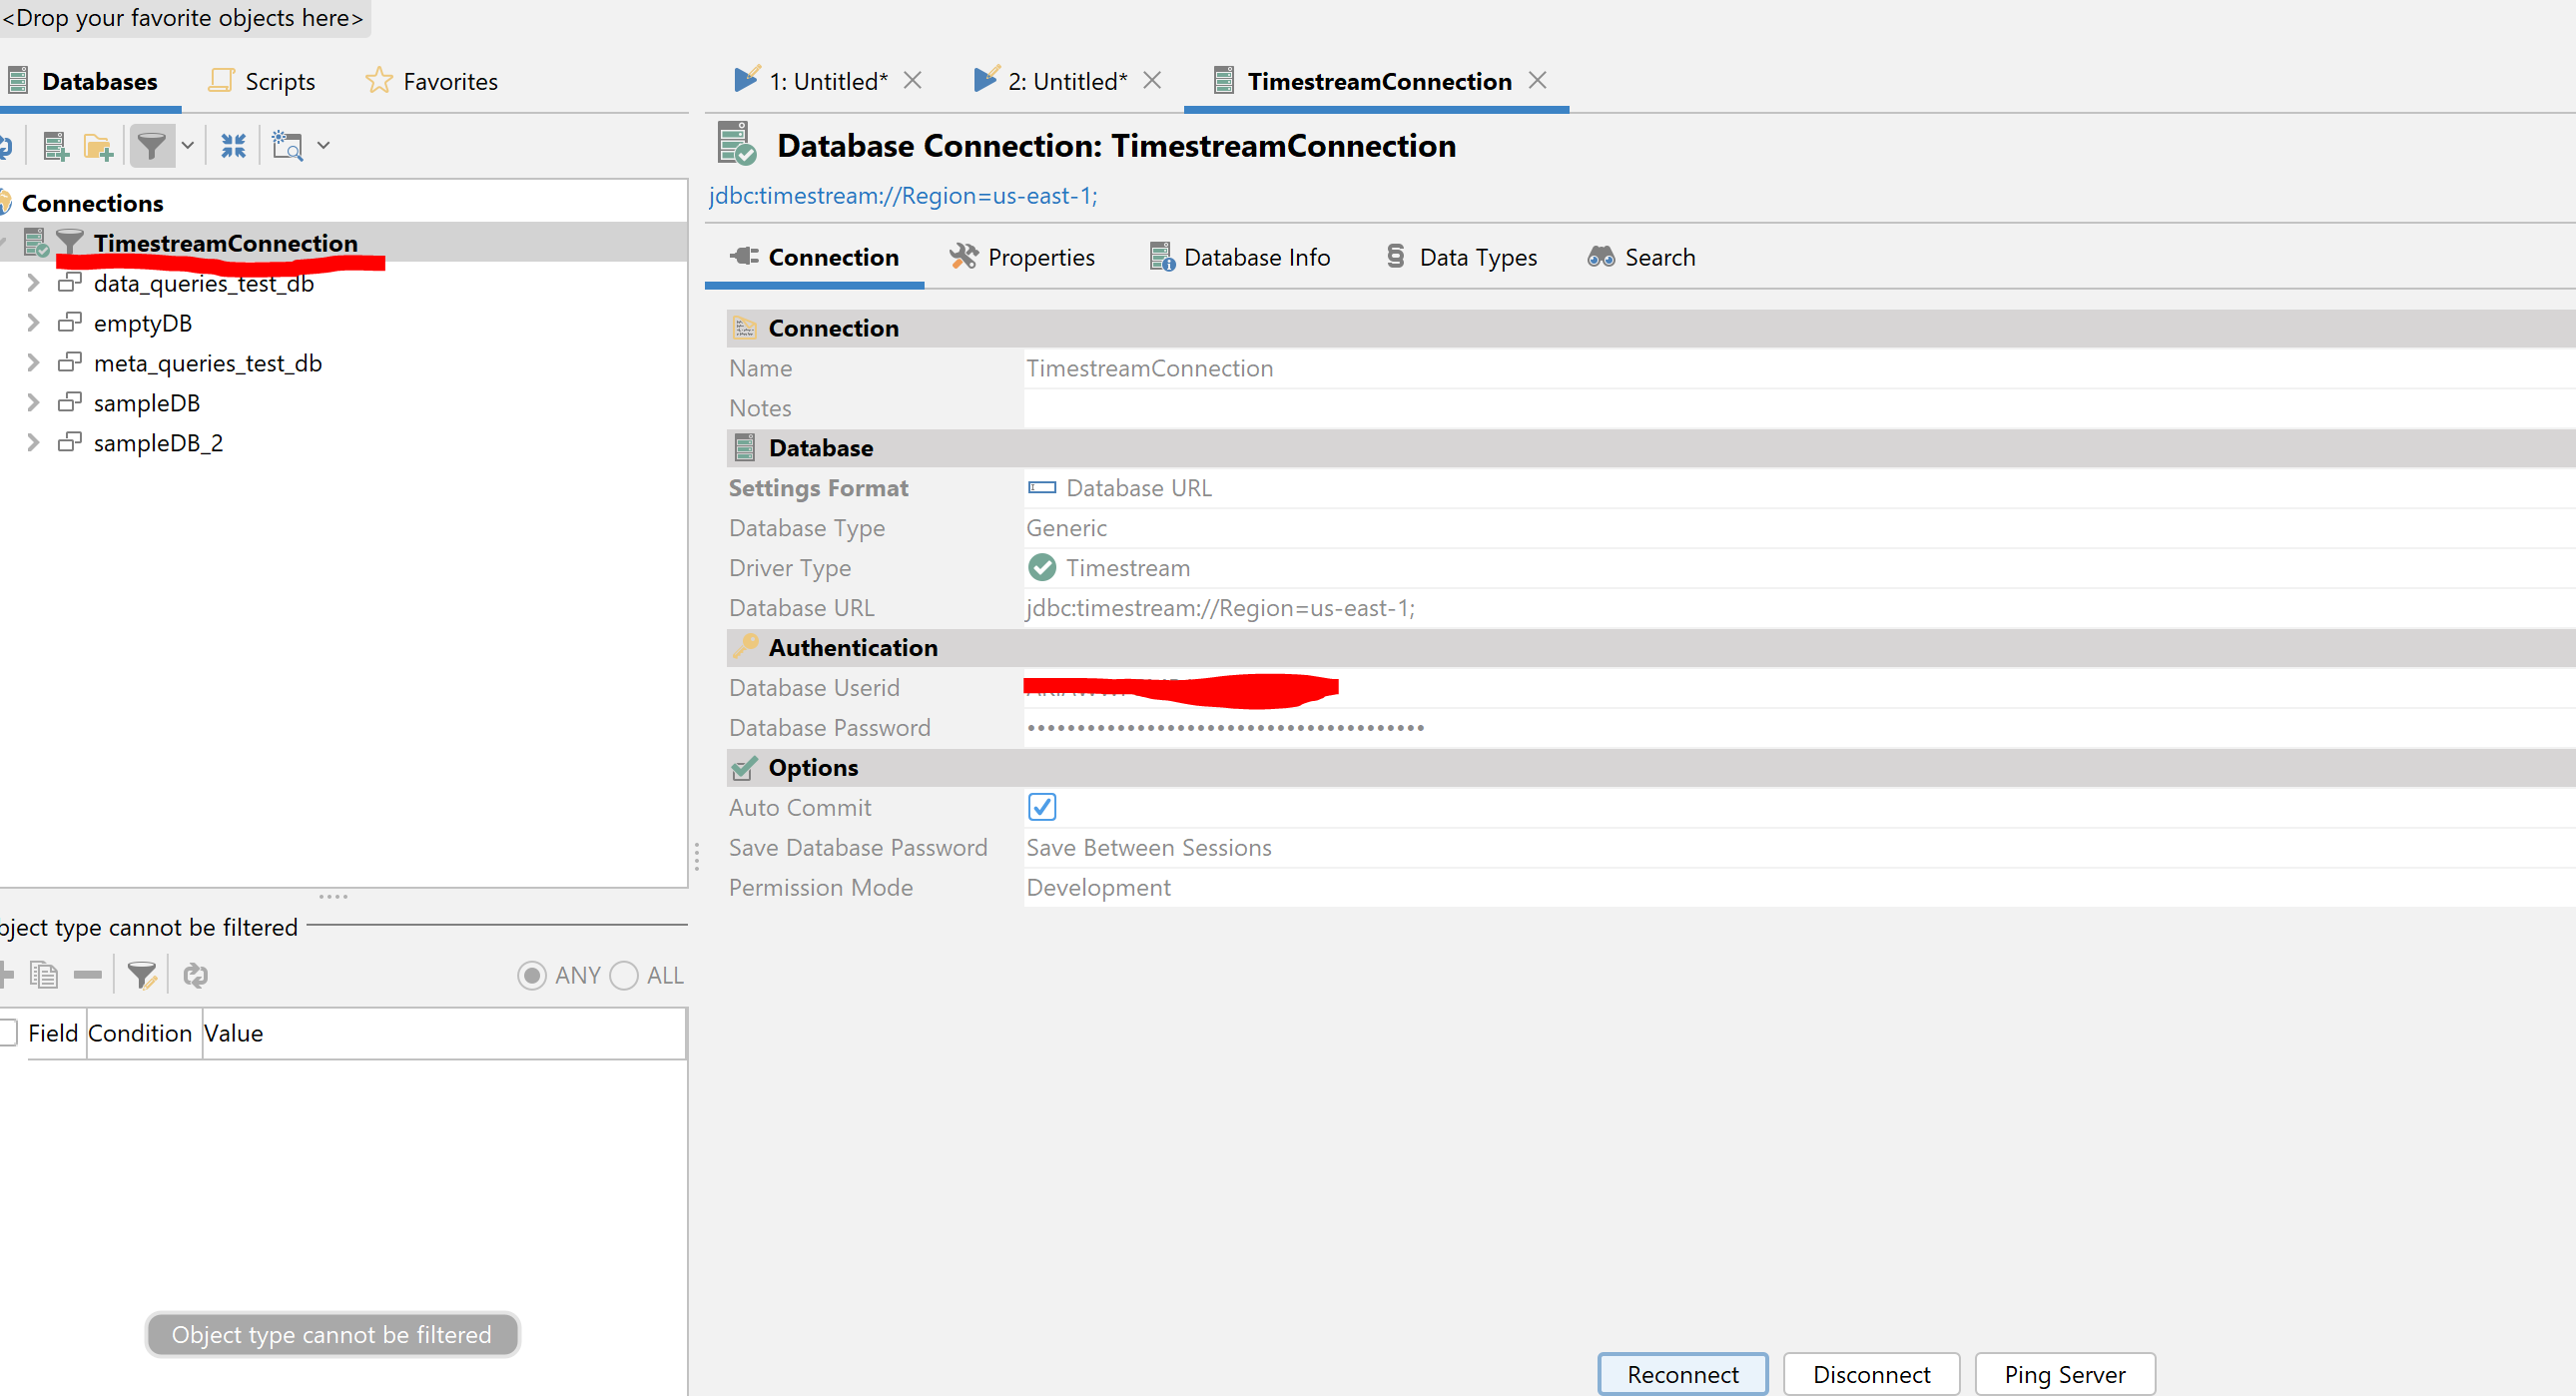 <Drop your favorite objects here>
Databases Scripts Favorites
1: Untitled* 2: Untitled* TimestreamConnection
Database Connection: TimestreamConnection
jdbc:timestream://Region=us-east-1;
Connections
TimestreamConnection
data_queries_test_db
emptyDB
meta_queries_test_db
sampleDB
sampleDB_2
Connection Properties Database Info Data Types Search
Connection
Name TimestreamConnection
Notes
Database
Settings Format Database URL
Database Type Generic
Driver Type Timestream
Database URL jdbc:timestream://Region=us-east-1;
Authentication
Database Userid
Database Password ••••••••••••••••••••••••••••••••••••••••
Options
Auto Commit
Save Database Password Save Between Sessions
Permission Mode Development
type cannot be filtered
ANY ALL
Field Condition Value
Object type cannot be filtered
Reconnect Disconnect Ping Server